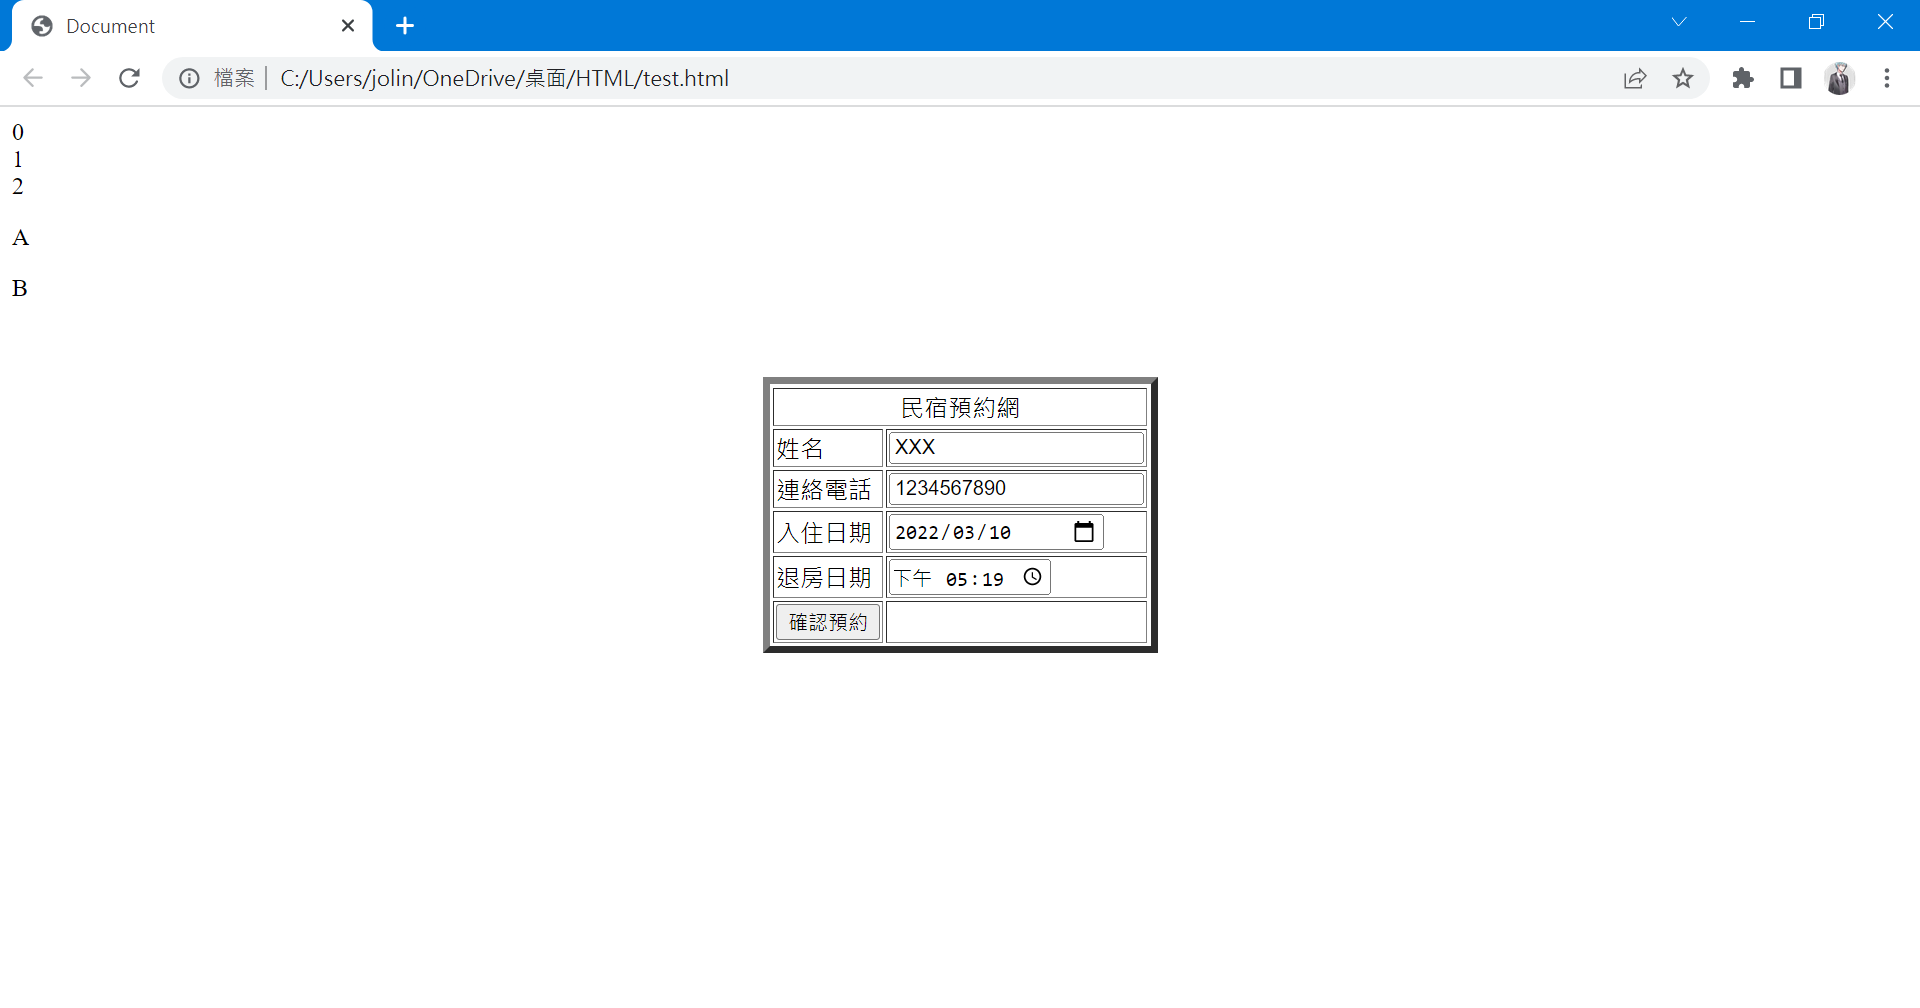 Document
檔案 C:/Users/jolin/OneDrive/桌面/HTML/test.html
0
1
2
A
B
民宿預約網
姓名 XXX
連絡電話 1234567890
入住日期 2022/03/10
退房日期 下午 05:19
確認預約